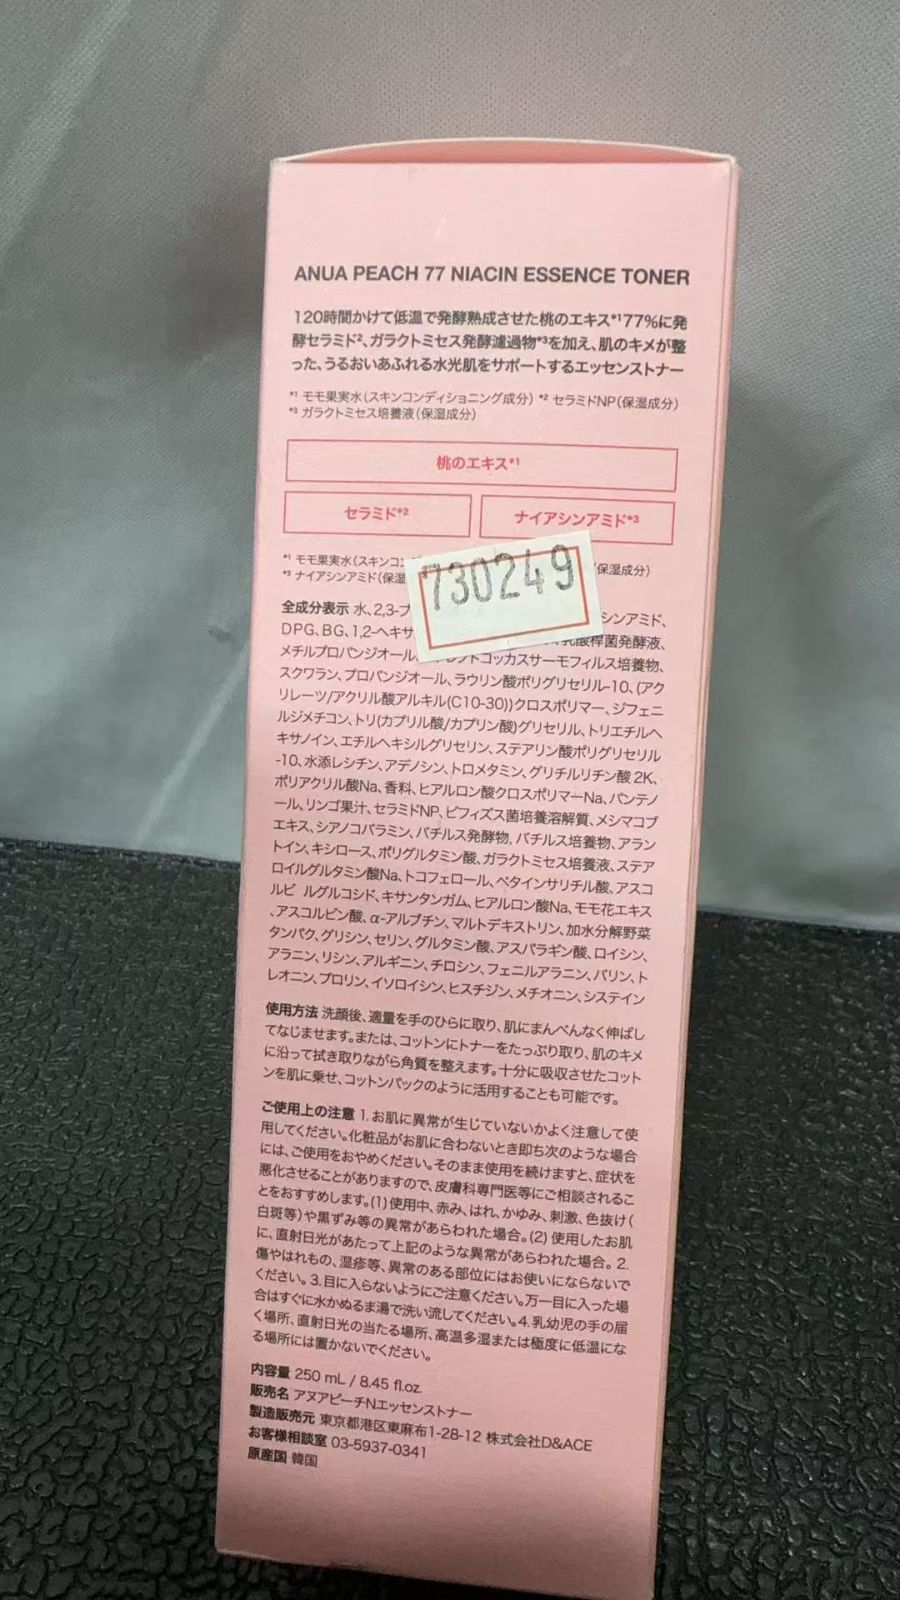 ANUA PEACH 77 NIACIN ESSENCE TONER
120時間かけて低温で発酵熟成させた桃のエキス*¹77%に発
酵セラミド*²、ガラクトミセス発酵濾過物*³を加え、肌のキメが整
った、うるおいあふれる水光肌をサポートするエッセンストナー
*¹ モモ果実水(スキンコンディショニング成分) *² セラミドNP(保湿成分)
*³ ガラクトミセス培養液(保湿成分)
桃のエキス*¹
セラミド*² ナイアシンアミド*³
*¹ モモ果実水(スキンコン 保湿成分)
*³ ナイアシンアミド(保湿
730249
全成分表示 水、2,3-ブ シンアミド、
DPG、BG、1,2-ヘキサ 乳酸桿菌発酵液、
メチルプロパンジオール、 レプトコッカスサーモフィルス培養物、
スクワラン、プロパンジオール、ラウリン酸ポリグリセリル-10、(アク
リレーツ/アクリル酸アルキル(C10-30))クロスポリマー、ジフェニ
ルジメチコン、トリ(カプリル酸/カプリン酸)グリセリル、トリエチルヘ
キサノイン、エチルヘキシルグリセリン、ステアリン酸ポリグリセリル
-10、水添レシチン、アデノシン、トロメタミン、グリチルリチン酸 2K、
ポリアクリル酸Na、香料、ヒアルロン酸クロスポリマーNa、パンテノ
ール、リンゴ果汁、セラミドNP、ビフィズス菌培養溶解質、メシマコブ
エキス、シアノコバラミン、バチルス発酵物, バチルス培養物、アラン
トイン、キシロース、ポリグルタミン酸、ガラクトミセス培養液、ステア
ロイルグルタミン酸Na、トコフェロール、ベタインサリチル酸、アスコ
ルビ ルグルコシド、キサンタンガム、ヒアルロン酸Na、モモ花エキス
、アスコルビン酸、α-アルブチン、マルトデキストリン、加水分解野菜
タンパク、グリシン、セリン、グルタミン酸、アスパラギン酸、ロイシン、
アラニン、リシン、アルギニン、チロシン、フェニルアラニン、バリン、ト
レオニン、プロリン、イソロイシン、ヒスチジン、メチオニン、システイン
使用方法 洗顔後、適量を手のひらに取り、肌にまんべんなく伸ばし
てなじませます。または、コットンにトナーをたっぷり取り、肌のキメ
に沿って拭き取りながら角質を整えます。十分に吸収させたコット
ンを肌に乗せ、コットンパックのように活用することも可能です。
ご使用上の注意 1. お肌に異常が生じていないかよく注意して使
用してください。化粧品がお肌に合わないとき即ち次のような場合
には、ご使用をおやめください。そのまま使用を続けますと、症状を
悪化させることがありますので、皮膚科専門医等にご相談されるこ
とをおすすめします。(1) 使用中、赤み、はれ、かゆみ、刺激、色抜け(
白斑等)や黒ずみ等の異常があらわれた場合。(2) 使用したお肌
に、直射日光があたって上記のような異常があらわれた場合。2.
傷やはれもの、湿疹等、異常のある部位にはお使いにならないで
ください。3. 目に入らないようにご注意ください。万一目に入った場
合はすぐに水かぬるま湯で洗い流してください。4. 乳幼児の手の届
く場所、直射日光の当たる場所、高温多湿または極度に低温にな
る場所には置かないでください。
内容量 250 mL / 8.45 fl.oz.
販売名 アヌアピーチNエッセンストナー
製造販売元 東京都港区東麻布1-28-12 株式会社D&ACE
お客様相談室 03-5937-0341
原産国 韓国